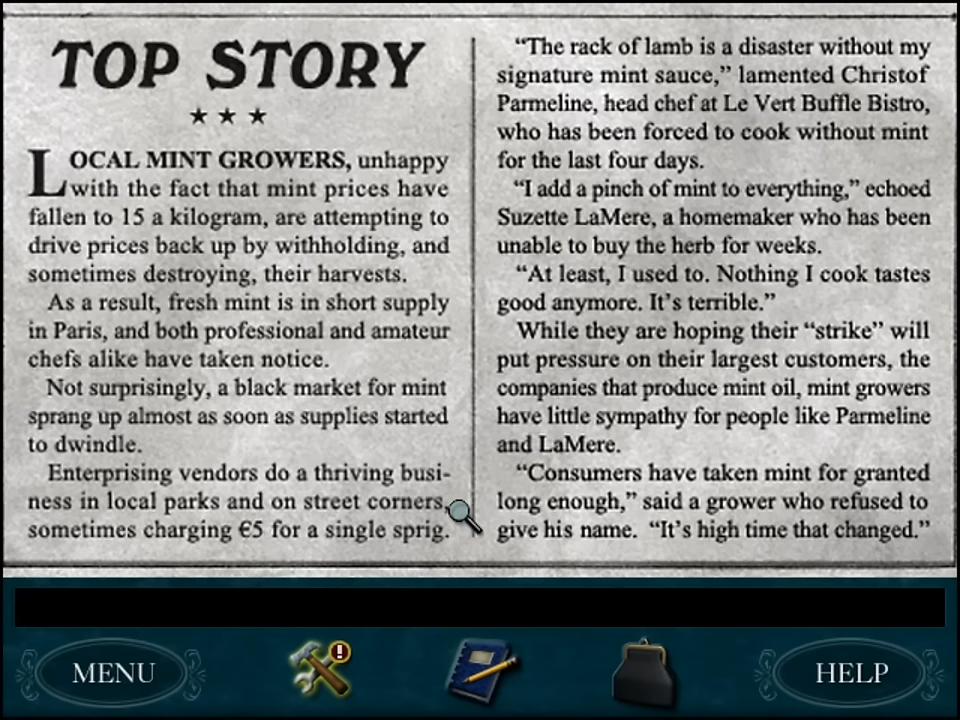 TOP STORY
★ ★ ★
LOCAL MINT GROWERS, unhappy
with the fact that mint prices have
fallen to 15 a kilogram, are attempting to
drive prices back up by withholding, and
sometimes destroying, their harvests.
As a result, fresh mint is in short supply
in Paris, and both professional and amateur
chefs alike have taken notice.
Not surprisingly, a black market for mint
sprang up almost as soon as supplies started
to dwindle.
Enterprising vendors do a thriving busi-
ness in local parks and on street corners,
sometimes charging €5 for a single sprig.
“The rack of lamb is a disaster without my
signature mint sauce,” lamented Christof
Parmeline, head chef at Le Vert Buffle Bistro,
who has been forced to cook without mint
for the last four days.
“I add a pinch of mint to everything,” echoed
Suzette LaMere, a homemaker who has been
unable to buy the herb for weeks.
“At least, I used to. Nothing I cook tastes
good anymore. It’s terrible.”
While they are hoping their “strike” will
put pressure on their largest customers, the
companies that produce mint oil, mint growers
have little sympathy for people like Parmeline
and LaMere.
“Consumers have taken mint for granted
long enough,” said a grower who refused to
give his name. “It’s high time that changed.”
MENU
!
HELP